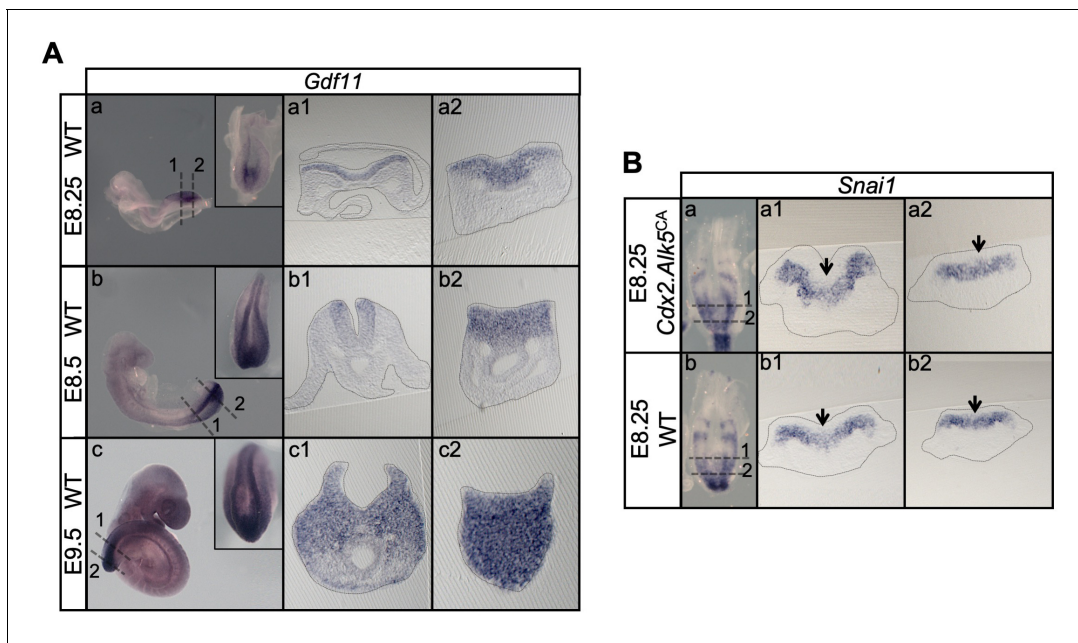 A
Gdf11
E8.25 WT
a
1 2
a1
a2
E8.5 WT
b
2
1
b1
b2
E9.5 WT
c
1
2
c1
c2
B
Snai1
E8.25
Cdx2.Alk5CA
a
1
2
a1
a2
E8.25
WT
b
1
2
b1
b2